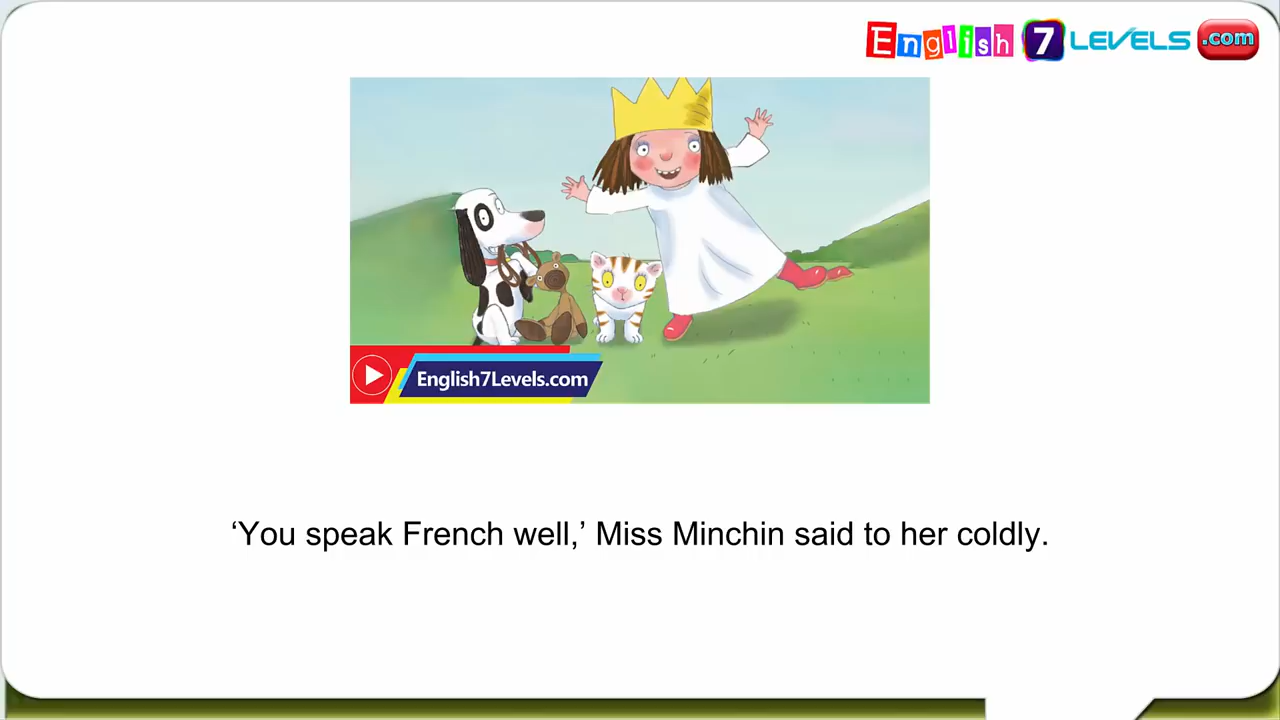 English 7 LEVELS .com
English7Levels.com
‘You speak French well,’ Miss Minchin said to her coldly.